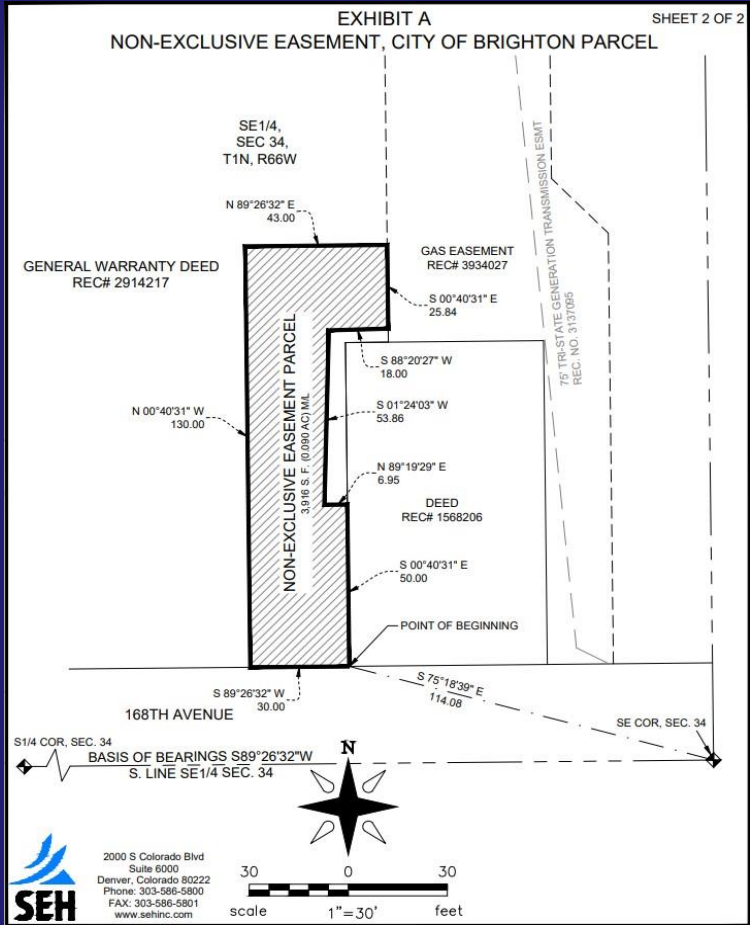 EXHIBIT A
SHEET 2 OF 2
NON-EXCLUSIVE EASEMENT, CITY OF BRIGHTON PARCEL
SE1/4,
SEC 34,
T1N, R66W
N 89°26'32" E
43.00
GENERAL WARRANTY DEED
REC# 2914217
GAS EASEMENT
REC# 3934027
S 00°40'31" E
25.84
75' TRI-STATE GENERATION TRANSMISSION ESMT
REC. NO. 3137095
S 88°20'27" W
18.00
N 00°40'31" W
130.00
NON-EXCLUSIVE EASEMENT PARCEL
3,916 S. F. (0.090 AC) M/L
S 01°24'03" W
53.86
N 89°19'29" E
6.95
DEED
REC# 1568206
S 00°40'31" E
50.00
POINT OF BEGINNING
S 89°26'32" W
30.00
S 75°18'39" E
114.08
168TH AVENUE
SE COR, SEC. 34
S1/4 COR, SEC. 34
BASIS OF BEARINGS S89°26'32"W
S. LINE SE1/4 SEC. 34
N
SEH
2000 S Colorado Blvd
Suite 6000
Denver, Colorado 80222
Phone: 303-586-5800
FAX: 303-586-5801
www.sehinc.com
30 0 30
scale 1"=30' feet